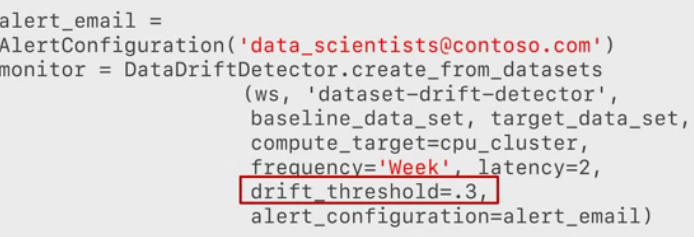 alert_email =
AlertConfiguration('data_scientists@contoso.com')
monitor = DataDriftDetector.create_from_datasets
(ws, 'dataset-drift-detector',
baseline_data_set, target_data_set,
compute_target=cpu_cluster,
frequency='Week', latency=2,
drift_threshold=.3,
alert_configuration=alert_email)